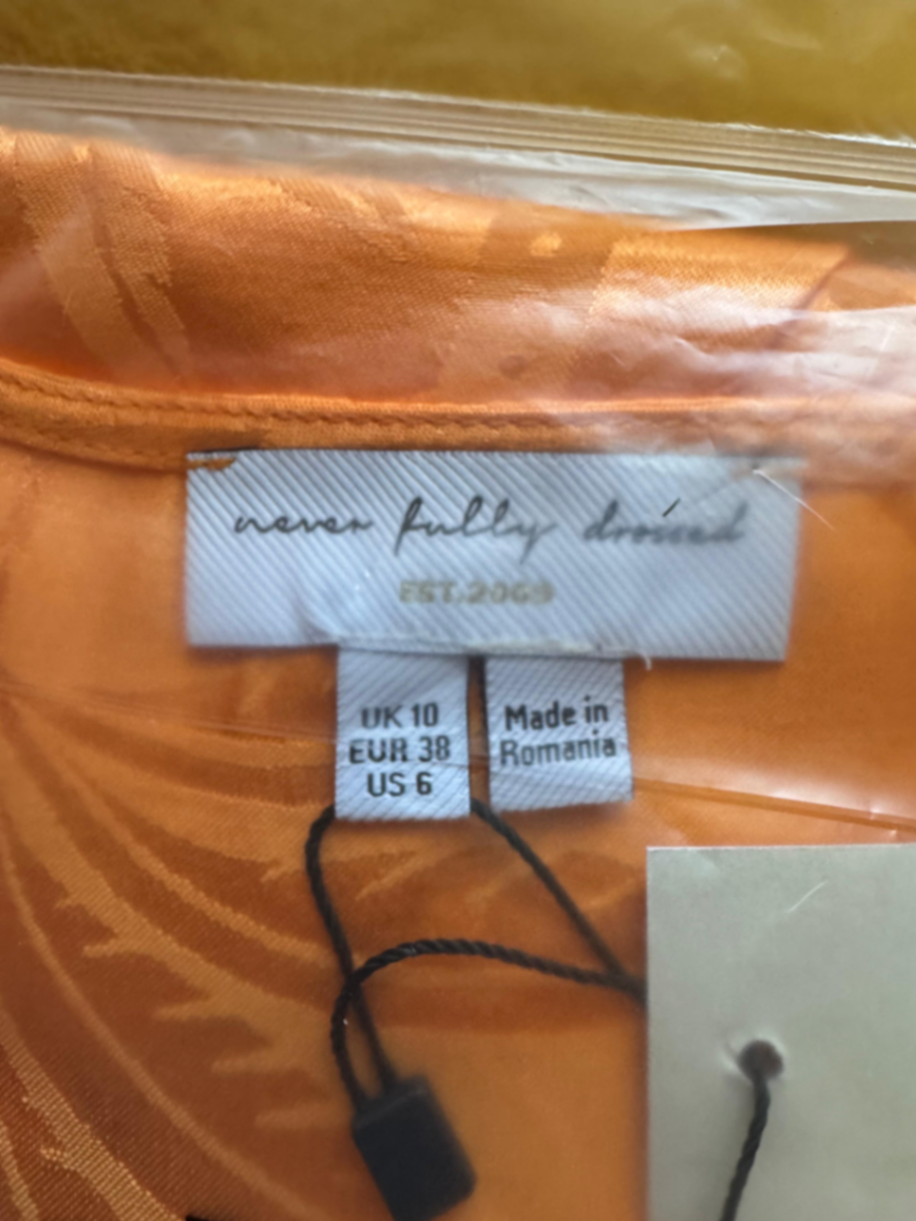 never fully dressed
EST.2009
UK 10
EUR 38
US 6
Made in
Romania